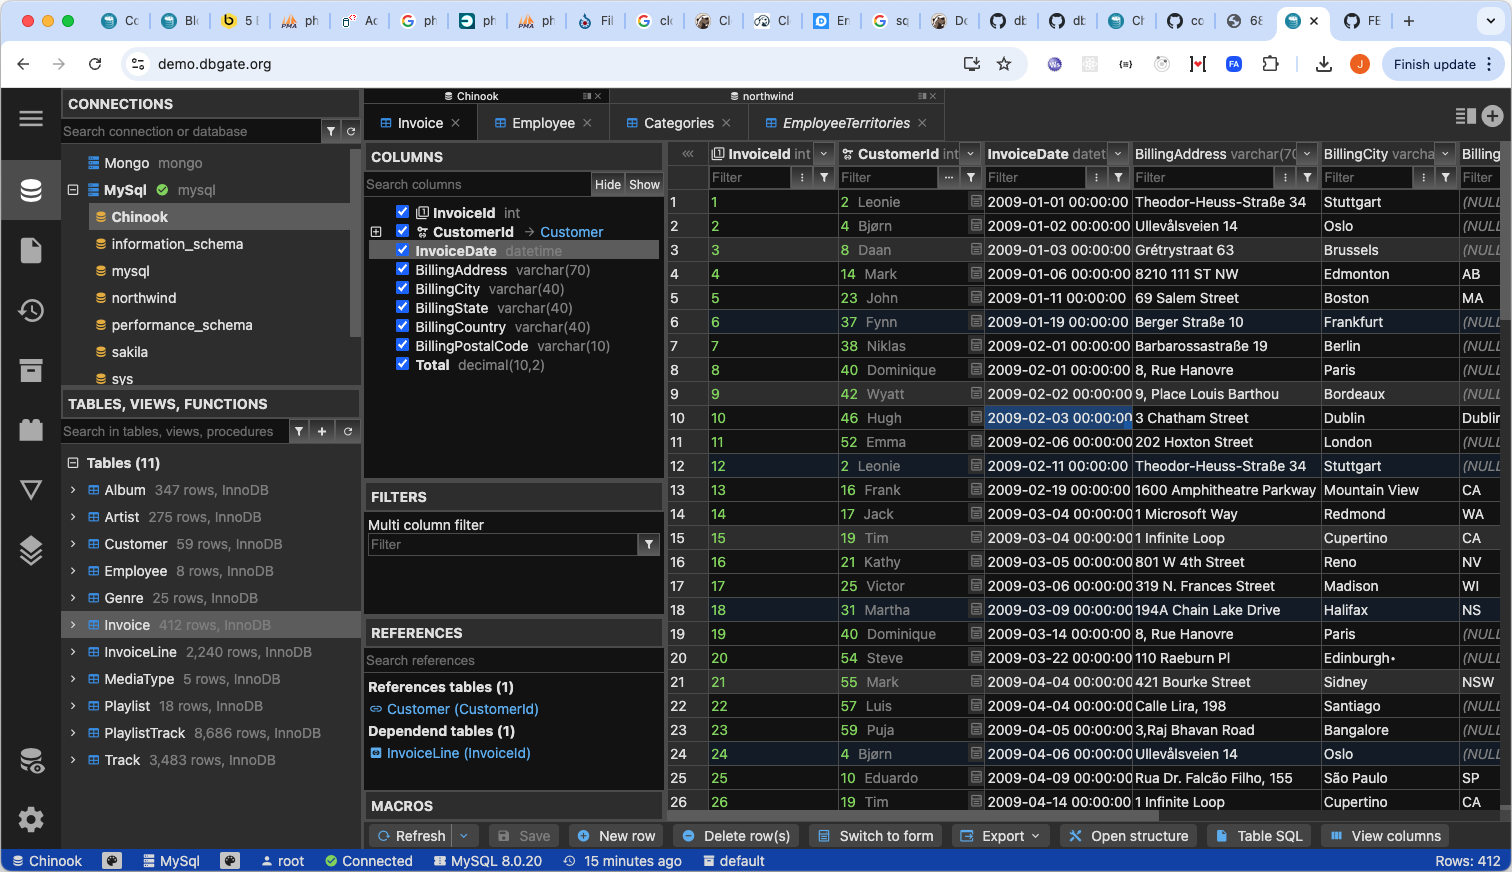 Co
Bl
5 E
ph
Ac
ph
ph
ph
Fil
clo
Cl
Cl
En
sq
Do
db
db
Ch
co
68
FE
demo.dbgate.org
Finish update
CONNECTIONS
Search connection or database
Mongo mongo
MySql mysql
Chinook
information_schema
mysql
northwind
performance_schema
sakila
sys
TABLES, VIEWS, FUNCTIONS
Search in tables, views, procedures
Tables (11)
Album 347 rows, InnoDB
Artist 275 rows, InnoDB
Customer 59 rows, InnoDB
Employee 8 rows, InnoDB
Genre 25 rows, InnoDB
Invoice 412 rows, InnoDB
InvoiceLine 2,240 rows, InnoDB
MediaType 5 rows, InnoDB
Playlist 18 rows, InnoDB
PlaylistTrack 8,686 rows, InnoDB
Track 3,483 rows, InnoDB
Chinook
northwind
Invoice
Employee
Categories
EmployeeTerritories
COLUMNS
Search columns
Hide Show
InvoiceId int
CustomerId → Customer
InvoiceDate datetime
BillingAddress varchar(70)
BillingCity varchar(40)
BillingState varchar(40)
BillingCountry varchar(40)
BillingPostalCode varchar(10)
Total decimal(10,2)
FILTERS
Multi column filter
Filter
REFERENCES
Search references
References tables (1)
Customer (CustomerId)
Dependend tables (1)
InvoiceLine (InvoiceId)
MACROS
InvoiceId int CustomerId int InvoiceDate datet BillingAddress varchar(70 BillingCity varcha Billing
Filter Filter Filter Filter Filter Filter
1 1 2 Leonie 2009-01-01 00:00:00 Theodor-Heuss-Straße 34 Stuttgart (NULL
2 2 4 Bjørn 2009-01-02 00:00:00 Ullevålsveien 14 Oslo (NULL
3 3 8 Daan 2009-01-03 00:00:00 Grétrystraat 63 Brussels (NULL
4 4 14 Mark 2009-01-06 00:00:00 8210 111 ST NW Edmonton AB
5 5 23 John 2009-01-11 00:00:00 69 Salem Street Boston MA
6 6 37 Fynn 2009-01-19 00:00:00 Berger Straße 10 Frankfurt (NULL
7 7 38 Niklas 2009-02-01 00:00:00 Barbarossastraße 19 Berlin (NULL
8 8 40 Dominique 2009-02-01 00:00:00 8, Rue Hanovre Paris (NULL
9 9 42 Wyatt 2009-02-02 00:00:00 9, Place Louis Barthou Bordeaux (NULL
10 10 46 Hugh 2009-02-03 00:00:00 3 Chatham Street Dublin Dublin
11 11 52 Emma 2009-02-06 00:00:00 202 Hoxton Street London (NULL
12 12 2 Leonie 2009-02-11 00:00:00 Theodor-Heuss-Straße 34 Stuttgart (NULL
13 13 16 Frank 2009-02-19 00:00:00 1600 Amphitheatre Parkway Mountain View CA
14 14 17 Jack 2009-03-04 00:00:00 1 Microsoft Way Redmond WA
15 15 19 Tim 2009-03-04 00:00:00 1 Infinite Loop Cupertino CA
16 16 21 Kathy 2009-03-05 00:00:00 801 W 4th Street Reno NV
17 17 25 Victor 2009-03-06 00:00:00 319 N. Frances Street Madison WI
18 18 31 Martha 2009-03-09 00:00:00 194A Chain Lake Drive Halifax NS
19 19 40 Dominique 2009-03-14 00:00:00 8, Rue Hanovre Paris (NULL
20 20 54 Steve 2009-03-22 00:00:00 110 Raeburn Pl Edinburgh• (NULL
21 21 55 Mark 2009-04-04 00:00:00 421 Bourke Street Sidney NSW
22 22 57 Luis 2009-04-04 00:00:00 Calle Lira, 198 Santiago (NULL
23 23 59 Puja 2009-04-05 00:00:00 3,Raj Bhavan Road Bangalore (NULL
24 24 4 Bjørn 2009-04-06 00:00:00 Ullevålsveien 14 Oslo (NULL
25 25 10 Eduardo 2009-04-09 00:00:00 Rua Dr. Falcão Filho, 155 São Paulo SP
26 26 19 Tim 2009-04-14 00:00:00 1 Infinite Loop Cupertino CA
Refresh Save New row Delete row(s) Switch to form Export Open structure Table SQL View columns
Chinook MySql root Connected MySQL 8.0.20 15 minutes ago default Rows: 412